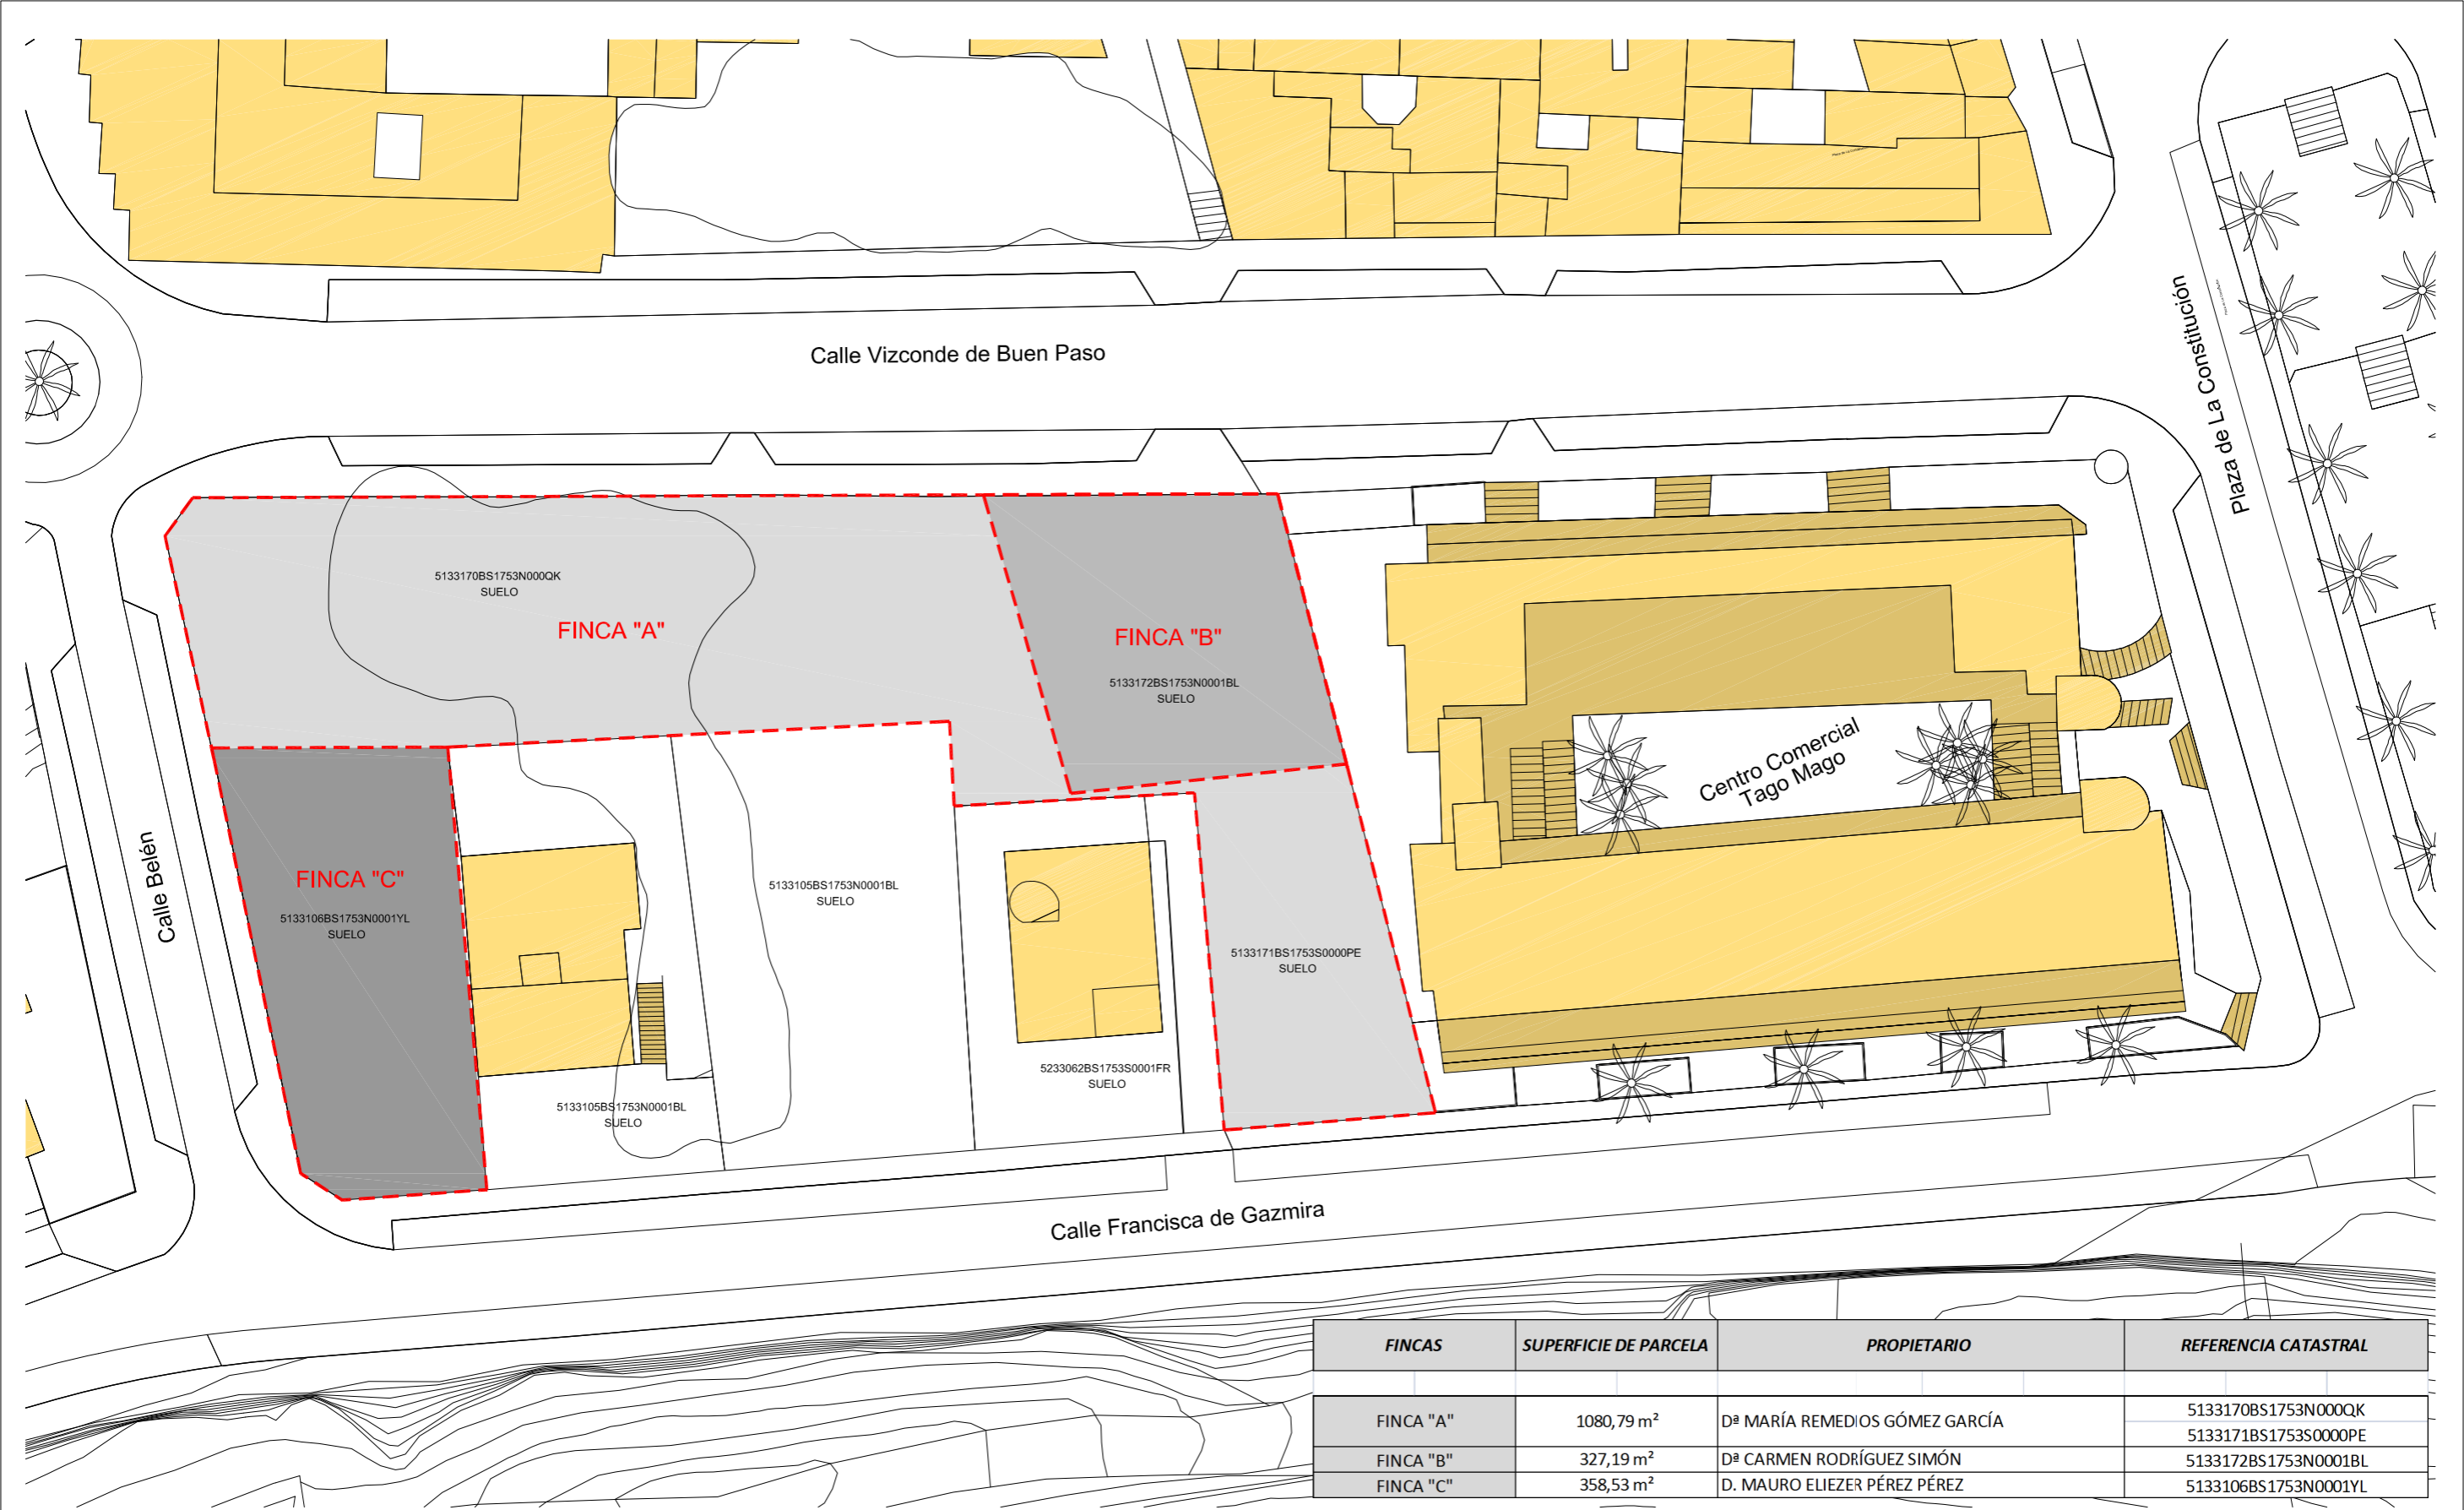 Calle Vizconde de Buen Paso
Plaza de La Constitución
5133170BS1753N000QK
SUELO
FINCA "A"
FINCA "B"
5133172BS1753N0001BL
SUELO
Centro Comercial
Tago Mago
Calle Belén
FINCA "C"
5133106BS1753N0001YL
SUELO
5133105BS1753N0001BL
SUELO
5133171BS1753S0000PE
SUELO
5233062BS1753S0001FR
SUELO
5133105BS1753N0001BL
SUELO
Calle Francisca de Gazmira
FINCAS SUPERFICIE DE PARCELA PROPIETARIO REFERENCIA CATASTRAL
FINCA "A" 1080,79 m² Dª MARÍA REMEDIOS GÓMEZ GARCÍA 5133170BS1753N000QK
5133171BS1753S0000PE
FINCA "B" 327,19 m² Dª CARMEN RODRÍGUEZ SIMÓN 5133172BS1753N0001BL
FINCA "C" 358,53 m² D. MAURO ELIEZER PÉREZ PÉREZ 5133106BS1753N0001YL